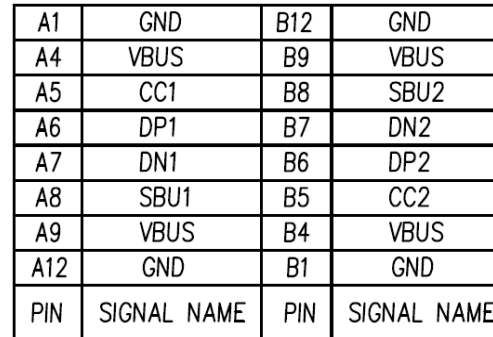 A1 GND B12 GND
A4 VBUS B9 VBUS
A5 CC1 B8 SBU2
A6 DP1 B7 DN2
A7 DN1 B6 DP2
A8 SBU1 B5 CC2
A9 VBUS B4 VBUS
A12 GND B1 GND
PIN SIGNAL NAME PIN SIGNAL NAME